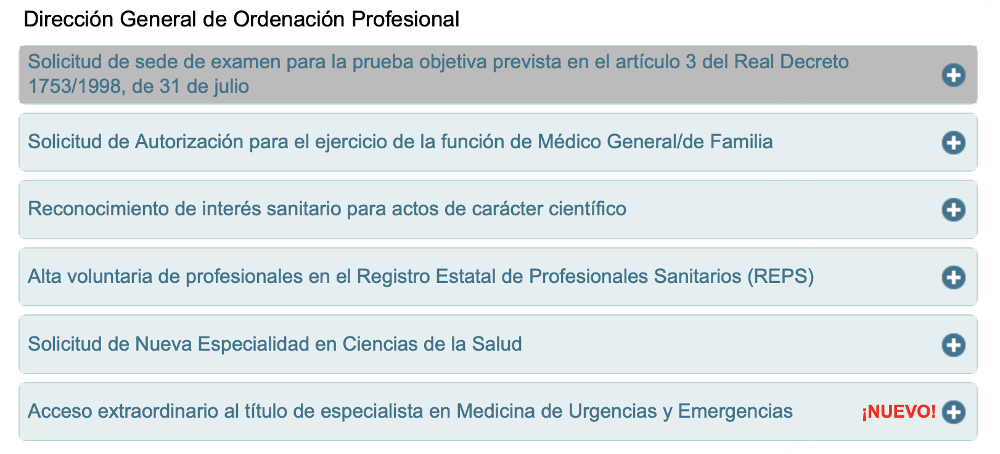 Dirección General de Ordenación Profesional
Solicitud de sede de examen para la prueba objetiva prevista en el artículo 3 del Real Decreto
1753/1998, de 31 de julio
Solicitud de Autorización para el ejercicio de la función de Médico General/de Familia
Reconocimiento de interés sanitario para actos de carácter científico
Alta voluntaria de profesionales en el Registro Estatal de Profesionales Sanitarios (REPS)
Solicitud de Nueva Especialidad en Ciencias de la Salud
Acceso extraordinario al título de especialista en Medicina de Urgencias y Emergencias ¡NUEVO!